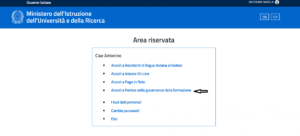 Governo Italiano
Ministero dell'Istruzione
dell'Università e della Ricerca
Area riservata
Ciao Antonino
Accedi a Assistenti di lingua italiana all'estero
Accedi a Istanze On Line
Accedi a Pago In Rete
Accedi a Portale della governance della formazione
I tuoi dati personali
Cambia password
Esci